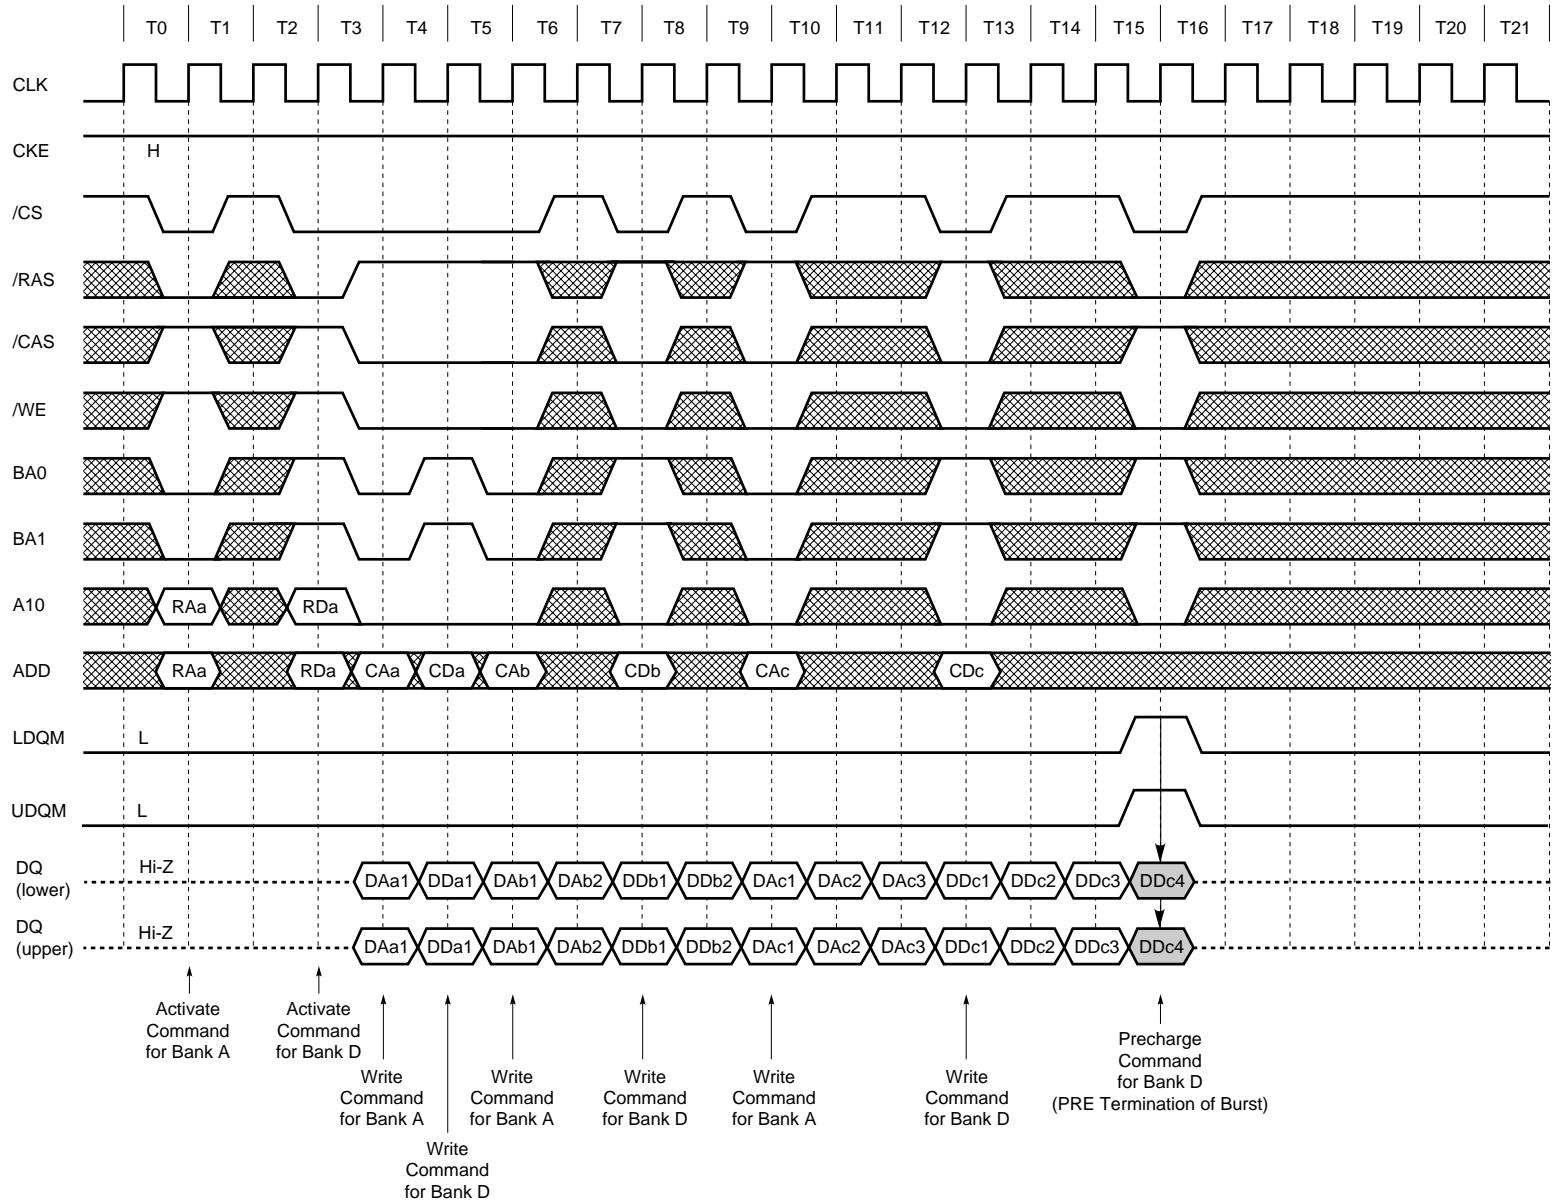 T0 T1 T2 T3 T4 T5 T6 T7 T8 T9 T10 T11 T12 T13 T14 T15 T16 T17 T18 T19 T20 T21
CLK
CKE H
/CS
/RAS
/CAS
/WE
BA0
BA1
A10 RAa RDa
ADD RAa RDa CAa CDa CAb CDb CAc CDc
LDQM L
UDQM L
DQ
(lower)
Hi-Z
DAa1 DDa1 DAb1 DAb2 DDb1 DDb2 DAc1 DAc2 DAc3 DDc1 DDc2 DDc3 DDc4
DQ
(upper)
Hi-Z
DAa1 DDa1 DAb1 DAb2 DDb1 DDb2 DAc1 DAc2 DAc3 DDc1 DDc2 DDc3 DDc4
Activate
Command
for Bank A
Activate
Command
for Bank D
Write
Command
for Bank A
Write
Command
for Bank D
Write
Command
for Bank A
Write
Command
for Bank D
Write
Command
for Bank A
Write
Command
for Bank D
Precharge
Command
for Bank D
(PRE Termination of Burst)